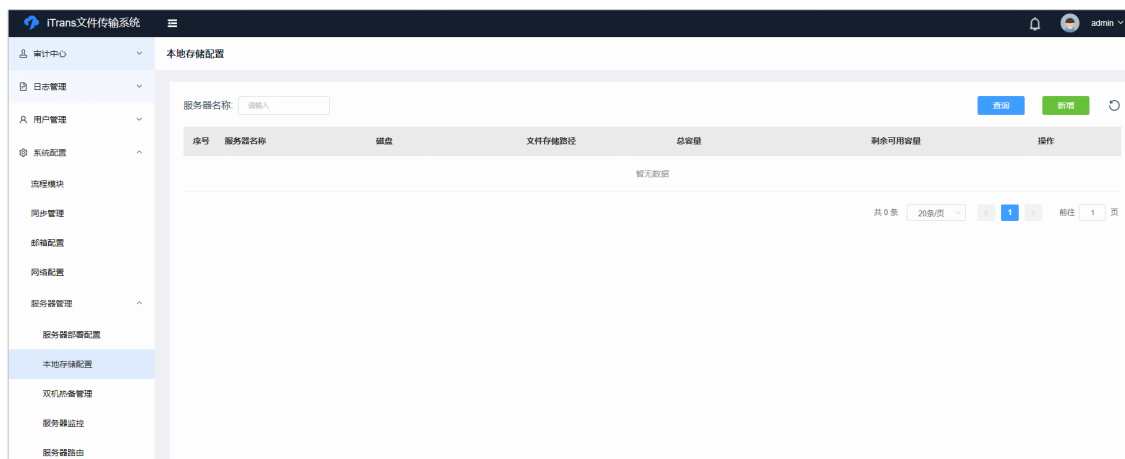 iTrans文件传输系统
admin
审计中心
本地存储配置
日志管理
服务器名称: 请输入
查询
新增
用户管理
序号 服务器名称 磁盘 文件存储路径 总容量 剩余可用容量 操作
系统配置
暂无数据
流程模块
共 0 条 20条/页 1 前往 1 页
同步管理
邮箱配置
网络配置
服务器管理
服务器部署配置
本地存储配置
双机热备管理
服务器监控
服务器路由